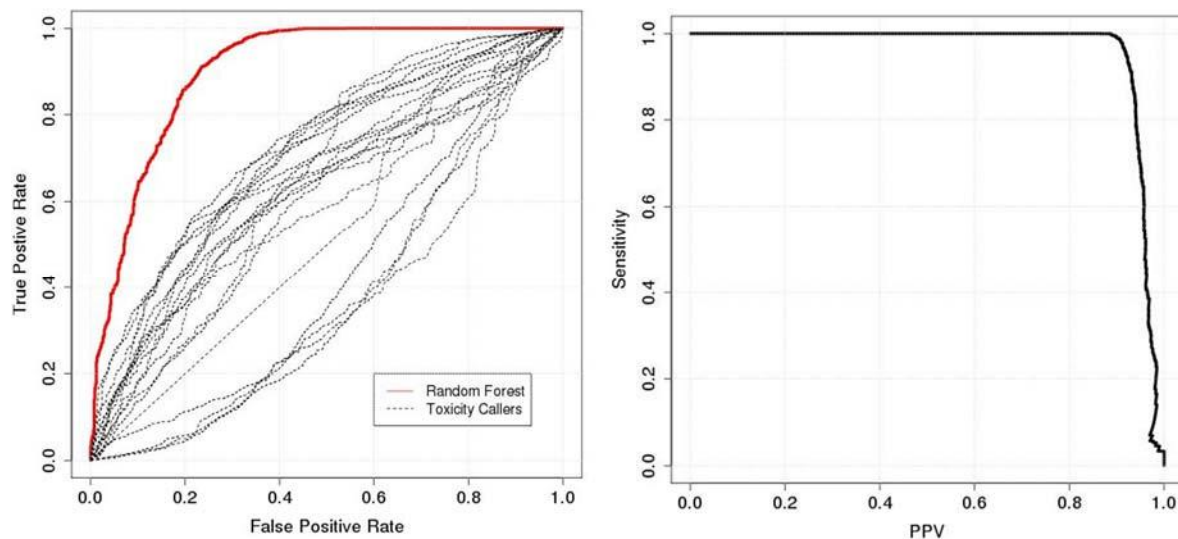 1.0
0.8
0.6
0.4
0.2
0.0
True Postive Rate
0.0 0.2 0.4 0.6 0.8 1.0
False Positive Rate
Random Forest
Toxicity Callers
1.0
0.8
0.6
0.4
0.2
0.0
Sensitivity
0.0 0.2 0.4 0.6 0.8 1.0
PPV